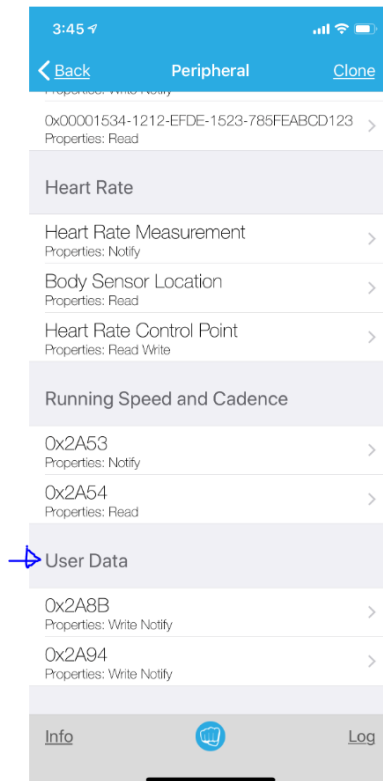 3:45
Back
Peripheral
Clone
Properties: Write Notify
0x00001534-1212-EFDE-1523-785FEABCD123
Properties: Read
Heart Rate
Heart Rate Measurement
Properties: Notify
Body Sensor Location
Properties: Read
Heart Rate Control Point
Properties: Read Write
Running Speed and Cadence
0x2A53
Properties: Notify
0x2A54
Properties: Read
User Data
0x2A8B
Properties: Write Notify
0x2A94
Properties: Write Notify
Info
Log